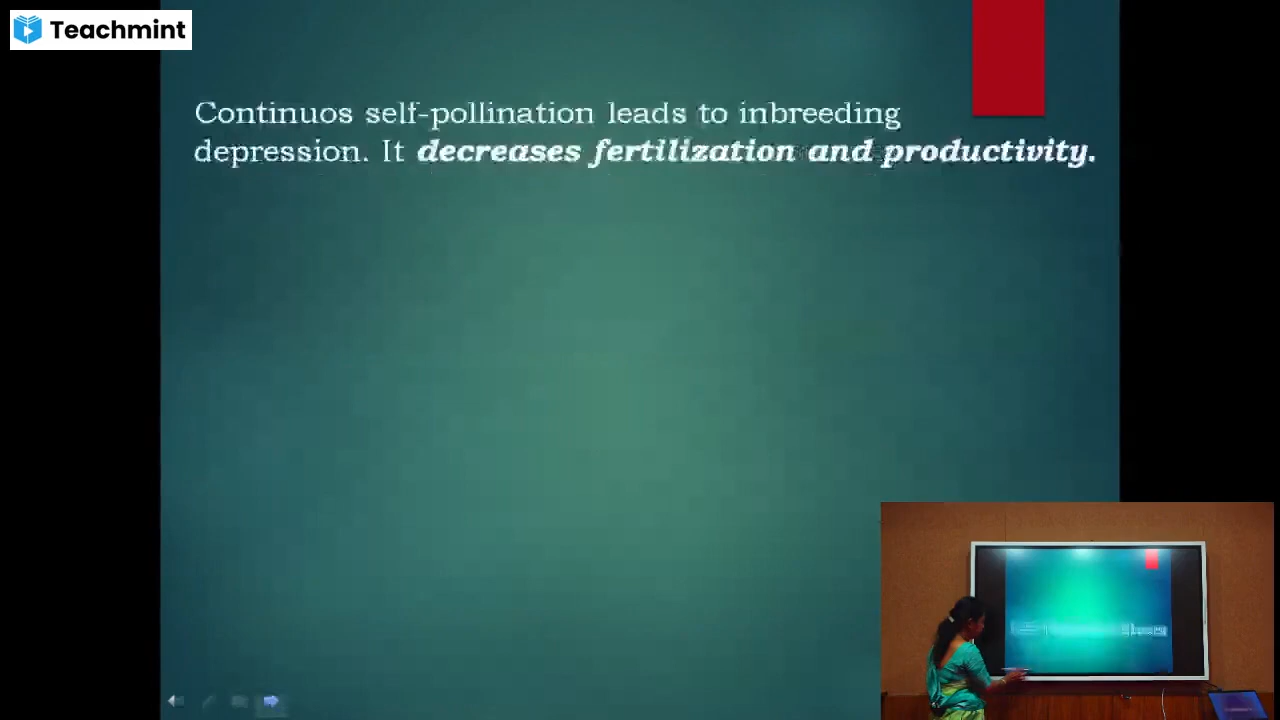 Teachmint
Continuos self-pollination leads to inbreeding
depression. It decreases fertilization and productivity.